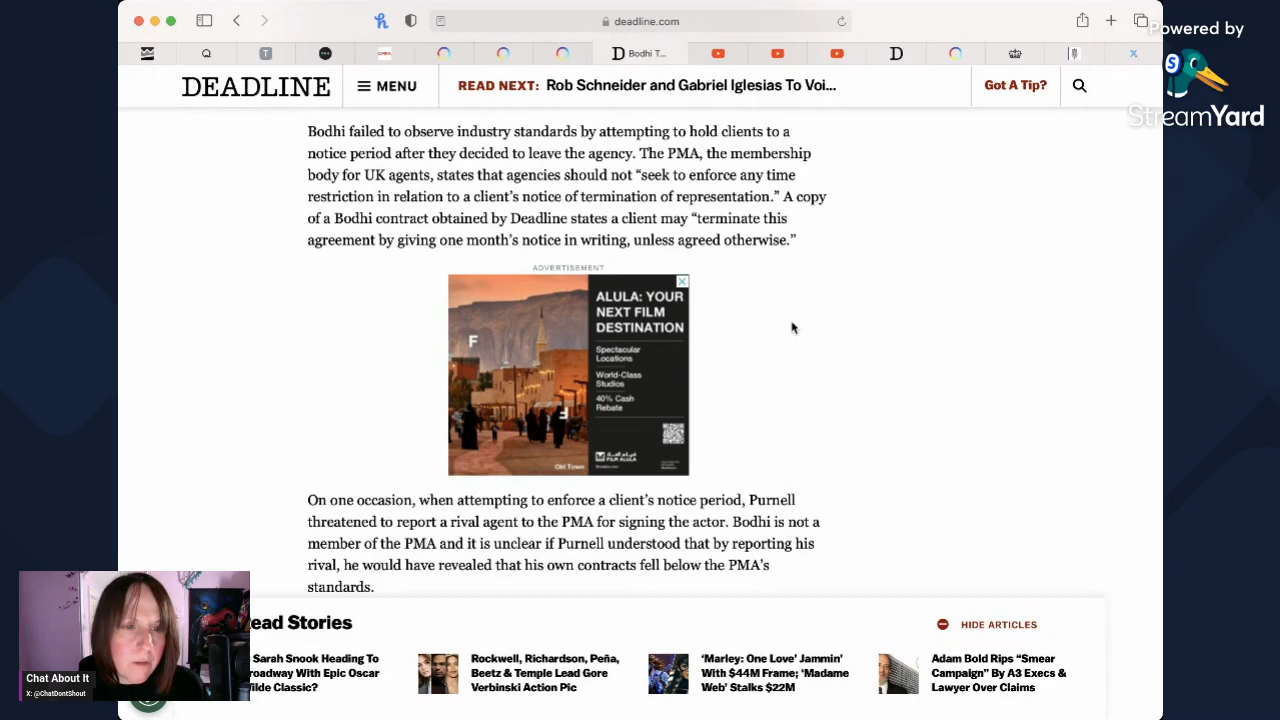 deadline.com
Bodhi T...
Powered by
StreamYard
DEADLINE
MENU
READ NEXT: Rob Schneider and Gabriel Iglesias To Voi...
Got A Tip?
Bodhi failed to observe industry standards by attempting to hold clients to a
notice period after they decided to leave the agency. The PMA, the membership
body for UK agents, states that agencies should not “seek to enforce any time
restriction in relation to a client’s notice of termination of representation.” A copy
of a Bodhi contract obtained by Deadline states a client may “terminate this
agreement by giving one month’s notice in writing, unless agreed otherwise.”
ADVERTISEMENT
ALULA: YOUR
NEXT FILM
DESTINATION
Spectacular
Locations
World-Class
Studios
40% Cash
Rebate
Old Town
FILM ALULA
On one occasion, when attempting to enforce a client’s notice period, Purnell
threatened to report a rival agent to the PMA for signing the actor. Bodhi is not a
member of the PMA and it is unclear if Purnell understood that by reporting his
rival, he would have revealed that his own contracts fell below the PMA’s
standards.
ead Stories
HIDE ARTICLES
Sarah Snook Heading To
roadway With Epic Oscar
ilde Classic?
Rockwell, Richardson, Peña,
Beetz & Temple Lead Gore
Verbinski Action Pic
‘Marley: One Love’ Jammin’
With $44M Frame; ‘Madame
Web’ Stalks $22M
Adam Bold Rips “Smear
Campaign” By A3 Execs &
Lawyer Over Claims
Chat About It
X: @ChatDontShout